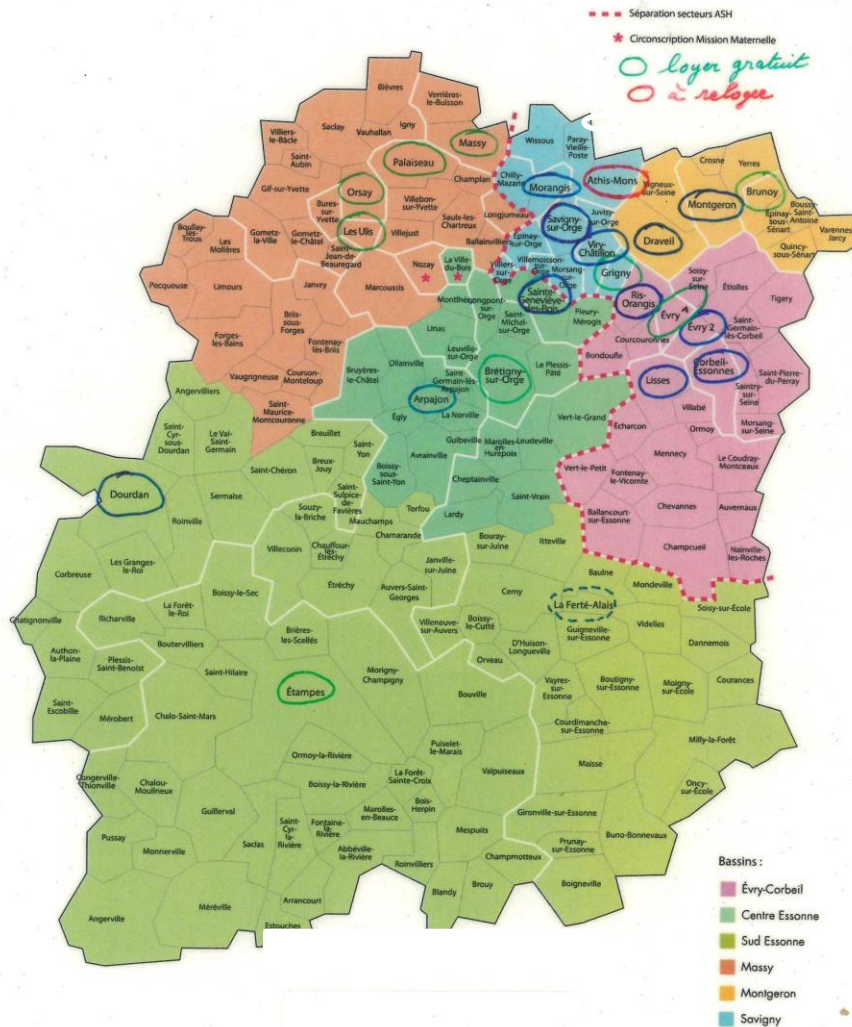 Séparation secteurs ASH
* Circonscription Mission Maternelle
loyer gratuit
à reloger
Bièvres
Verrières-
le-Buisson
Igny
Saclay
Vauhallan
Villiers-
le-Bâcle
Saint-
Aubin
Massy
Palaiseau
Wissous
Paray-
Vieille-
Poste
Champlan
Chilly-
Mazarin
Morangis
Athis-Mons
Gif-sur-Yvette
Orsay
Bures-
sur-
Yvette
Villebon-
sur-Yvette
Saulx-les-
Chartreux
Longjumeau
Les Ulis
Villejust
Ballainvilliers
Gometz-
la-Ville
Gometz-
le-Châtel
Saint-
Jean-de-
Beauregard
Boullay-
les-
Troux
Les
Molières
Pecqueuse
Limours
Janvry
Marcoussis
Nozay
*
La Ville-
du-Bois
*
Épinay-
sur-Orge
Savigny-
sur-Orge
Juvisy-
sur-Orge
Viry-
Châtillon
Villemoisson-
sur-
Orge
Morsang-
sur-
Orge
Villiers-
sur-Orge
Grigny
Vigneux-
sur-Seine
Crosne
Yerres
Montgeron
Brunoy
Draveil
Épinay-
sous-
Sénart
Boussy-
Saint-
Antoine
Varennes-
Jarcy
Quincy-
sous-Sénart
Forges-
les-Bains
Briis-
sous-
Forges
Fontenay-
lès-Briis
Vaugrigneuse
Courson-
Monteloup
Saint-
Maurice-
Montcouronne
Montlhéry
Longpont-
sur-
Orge
Sainte-
Geneviève-
des-Bois
Saint-
Michel-
sur-Orge
Fleury-
Mérogis
Linas
Leuville-
sur-Orge
Ollainville
Bruyères-
le-Châtel
Saint
Germain-lès-
Arpajon
Brétigny-
sur-Orge
Le Plessis-
Pâté
Arpajon
Égly
La Norville
Avrainville
Guibeville
Marolles-
en-
Hurepoix
Leudeville
Vert-le-Grand
Boissy-
sous-
Saint-Yon
Cheptainville
Saint-Vrain
Lardy
Ris-
Orangis
Évry 1
Évry 2
Courcouronnes
Bondoufle
Soisy-
sur-
Seine
Étiolles
Tigery
Saint-
Germain-
lès-Corbeil
Corbeil-
Essonnes
Lisses
Saint-Pierre-
du-Perray
Saintry-
sur-
Seine
Villabé
Morsang-
sur-Seine
Écharcon
Ormoy
Mennecy
Le Coudray-
Montceaux
Vert-le-Petit
Fontenay-
le-Vicomte
Ballancourt-
sur-Essonne
Chevannes
Auvernaux
Champcueil
Nainville-
les-Roches
Angervilliers
Saint-
Cyr-
sous-
Dourdan
Le Val-
Saint-
Germain
Breuillet
Saint-
Yon
Saint-Chéron
Breux-
Jouy
Saint-
Sulpice-
de-
Favières
Dourdan
Sermaise
Roinville
Souzy-
la-Briche
Mauchamps
Torfou
Chamarande
Villeconin
Chauffour-
lès-
Étréchy
Bouray-
sur-Juine
Itteville
Janville-
sur-Juine
Les Granges-
le-Roi
Corbreuse
Boissy-le-Sec
Étréchy
Auvers-Saint-
Georges
Cerny
Baulne
Mondeville
La Ferté-Alais
Soisy-sur-École
Chatignonville
Richarville
La Forêt-
le-Roi
Boutervilliers
Brières-
les-Scellés
Villeneuve-
sur-Auvers
Boissy-
le-Cutté
D'Huison-
Longueville
Guigneville-
sur-Essonne
Videlles
Dannemois
Authon-
la-Plaine
Plessis-
Saint-Benoist
Saint-Hilaire
Morigny-
Champigny
Orveau
Vayres-
sur-
Essonne
Boutigny-
sur-Essonne
Moigny-
sur-École
Courances
Saint-
Escobille
Mérobert
Chalo-Saint-Mars
Étampes
Bouville
Courdimanche-
sur-Essonne
Milly-la-Forêt
Puiselet-
le-Marais
Ormoy-la-Rivière
Maisse
Congerville-
Thionville
Chalou-
Moulineux
Boissy-la-Rivière
La Forêt-
Sainte-Croix
Valpuiseaux
Oncy-
sur-École
Guillerval
Bois-
Herpin
Marolles-
en-Beauce
Gironville-sur-Essonne
Saclas
Saint-
Cyr-
la-
Rivière
Fontaine-
la-
Rivière
Pussay
Monnerville
Abbéville-
la-Rivière
Mespuits
Prunay-
sur-Essonne
Buno-Bonnevaux
Roinvilliers
Champmotteux
Boigneville
Angerville
Méréville
Arrancourt
Blandy
Brouy
Estouches
Bassins :
Évry-Corbeil
Centre Essonne
Sud Essonne
Massy
Montgeron
Savigny